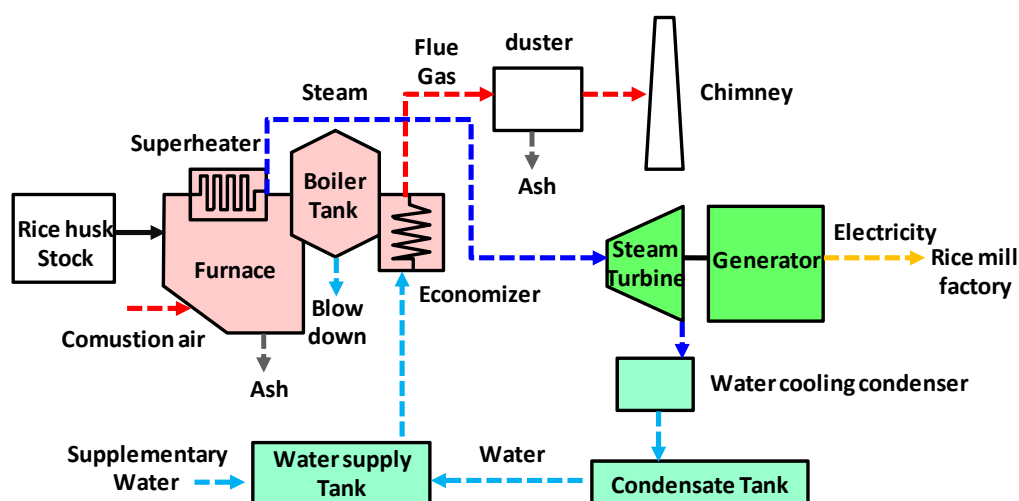 Flue
Gas
duster
Steam
Chimney
Superheater
Ash
Boiler
Tank
Rice husk
Stock
Furnace
Steam
Turbine
Generator
Electricity
Rice mill
factory
Economizer
Blow
down
Comustion air
Ash
Water cooling condenser
Supplementary
Water
Water supply
Tank
Water
Condensate Tank